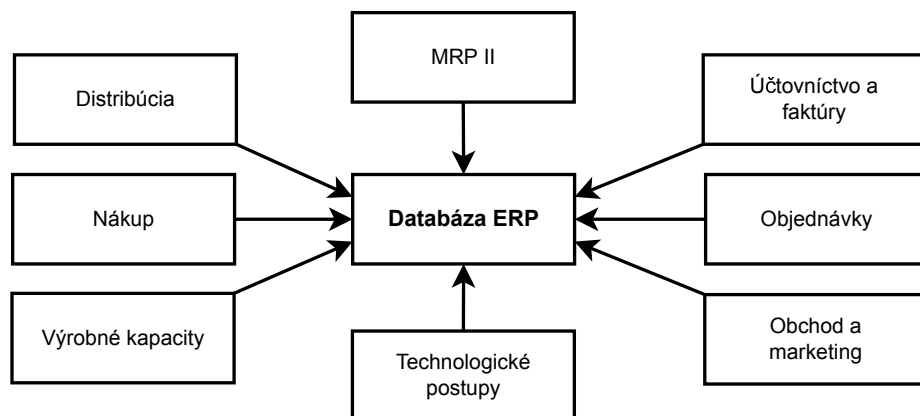 MRP II
Distribúcia
Účtovníctvo a
faktúry
Nákup
Databáza ERP
Objednávky
Výrobné kapacity
Technologické
postupy
Obchod a
marketing